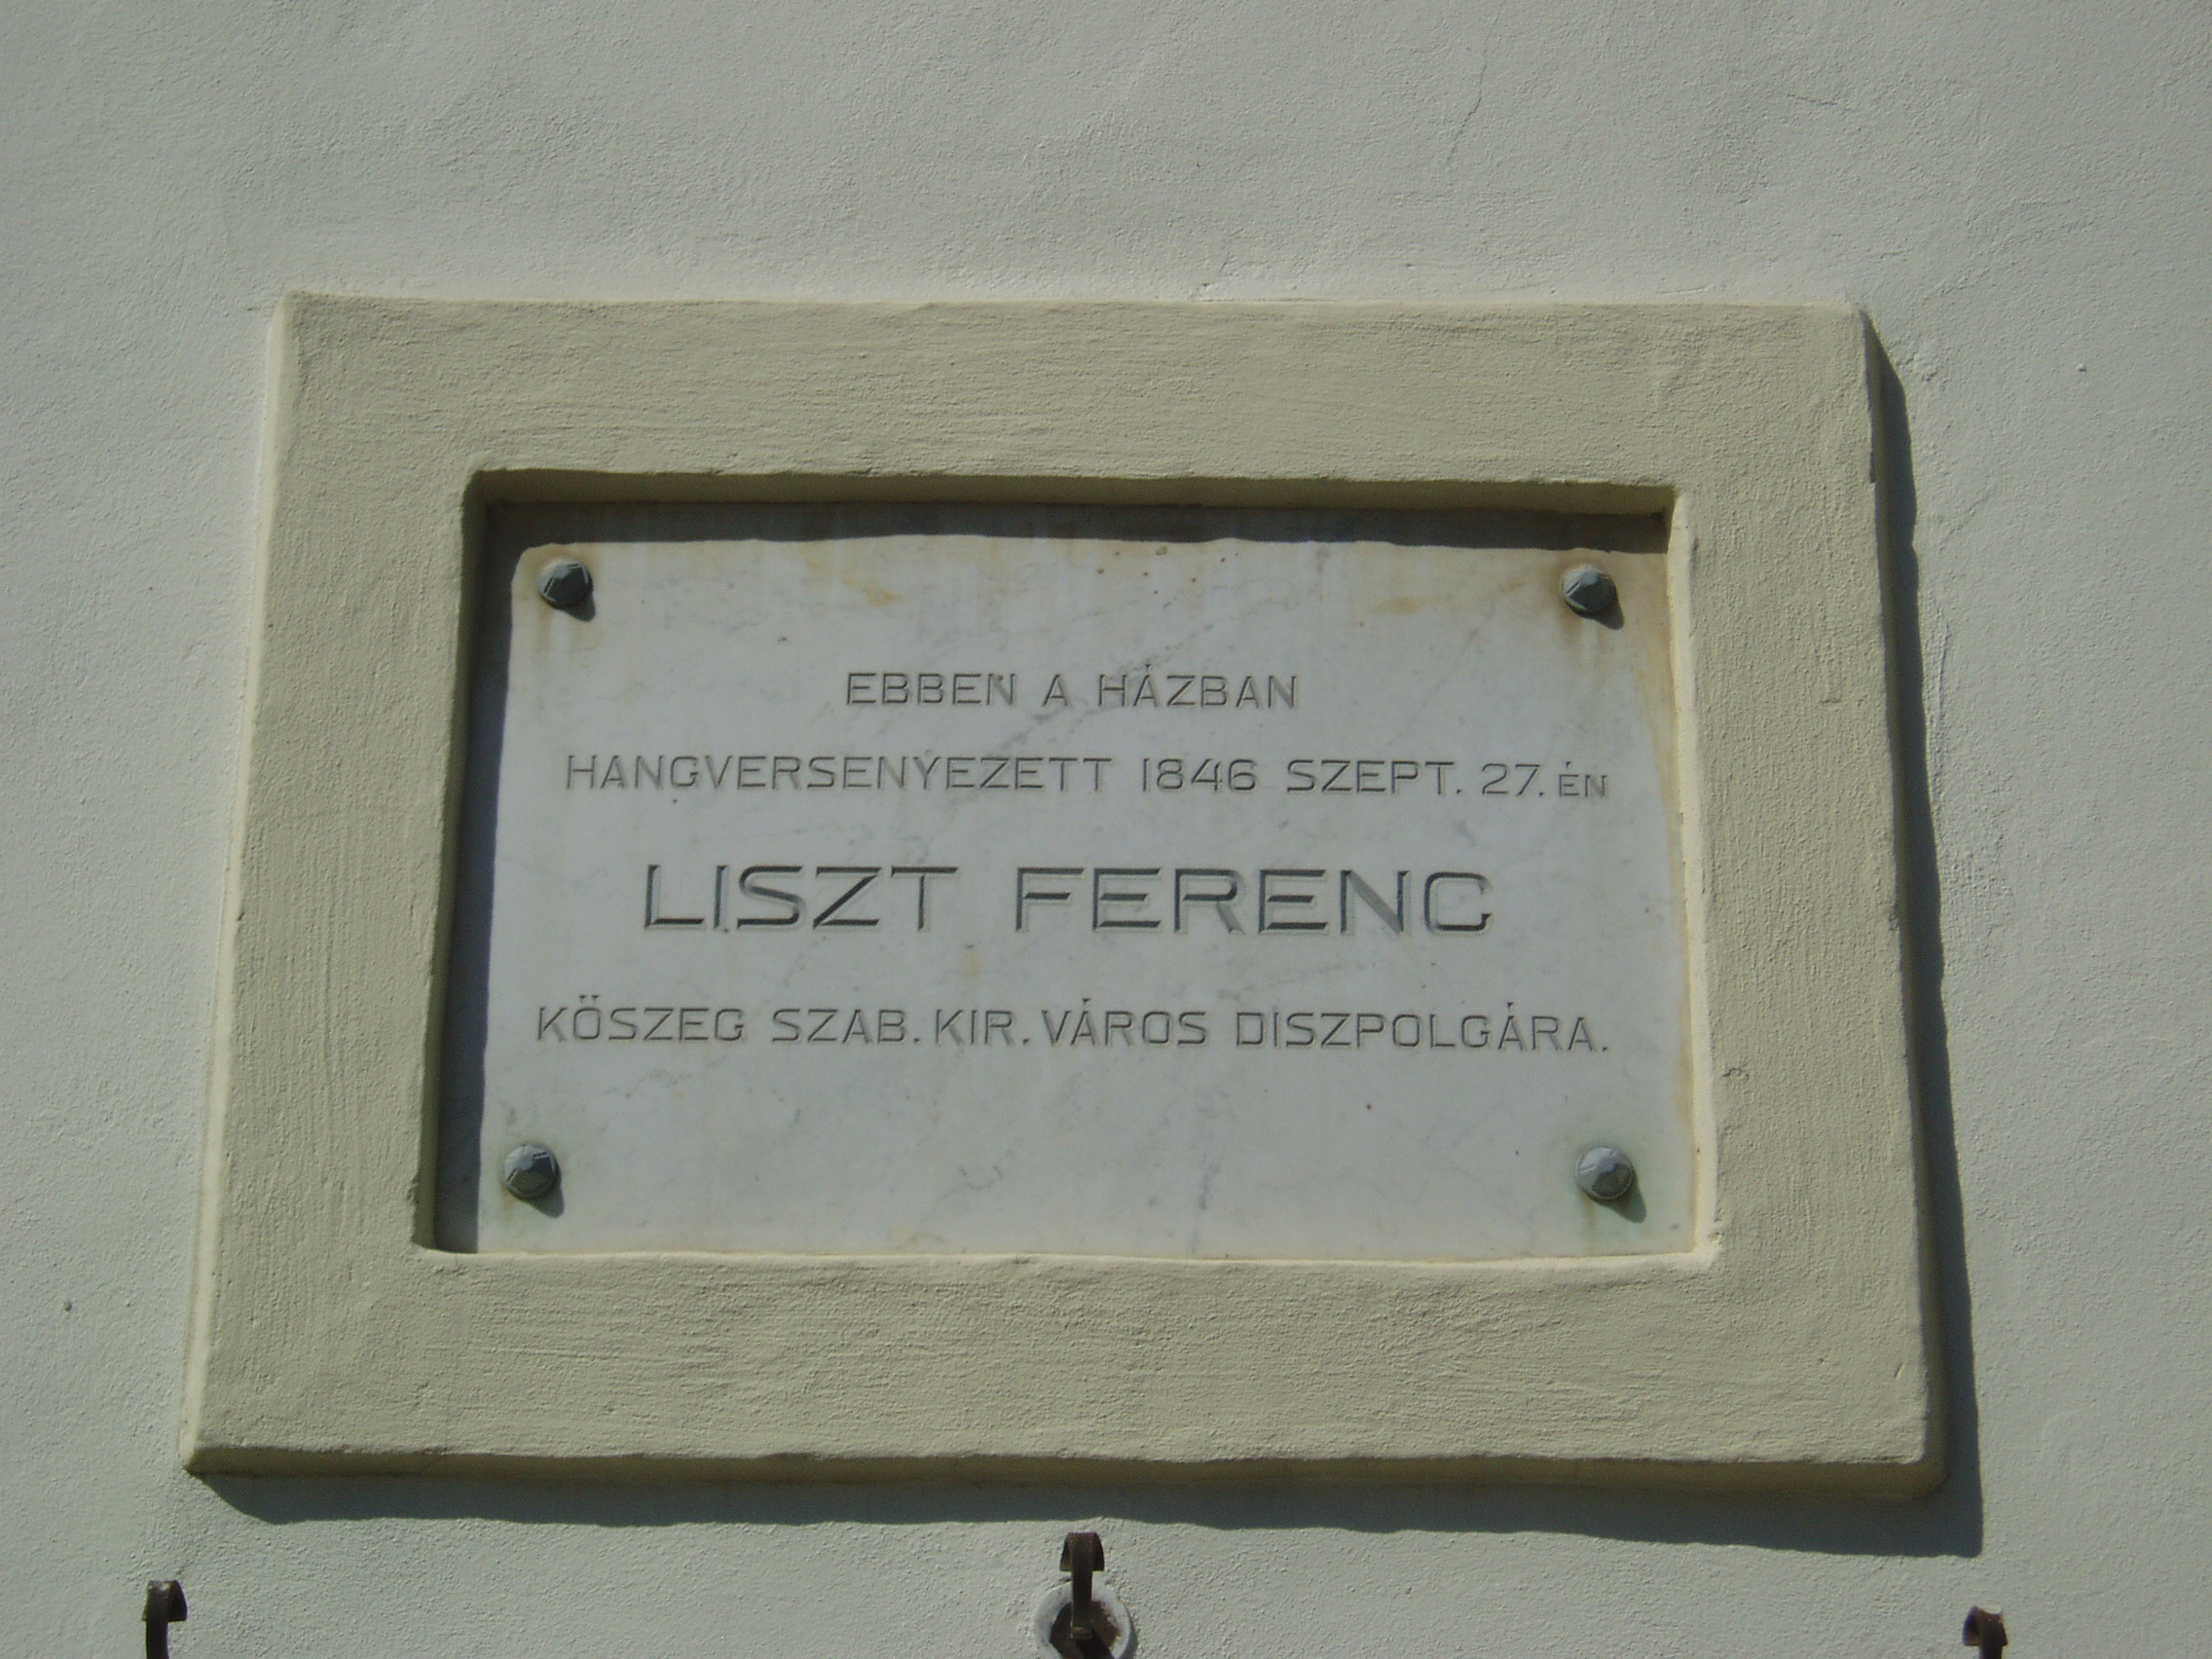 EBBEN A HÁZBAN
HANGVERSENYEZETT 1846 SZEPT. 27. ÉN
LISZT FERENC
KÖSZEG SZAB. KIR. VÁROS DISZPOLGÁRA.